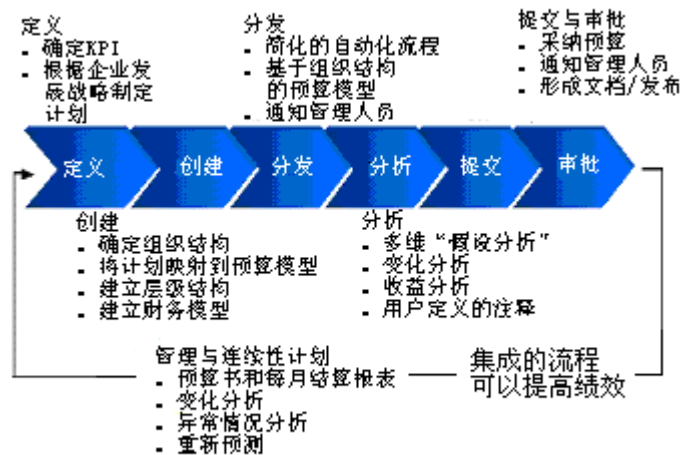 定义
. 确定KPI
. 根据企业发
展战略制定
计划
分发
. 简化的自动化流程
. 基于组织结构
的预算模型
. 通知管理人员
提交与审批
. 采纳预算
. 通知管理人员
. 形成文档/发布
定义
创建
分发
分析
提交
审批
创建
. 确定组织结构
. 将计划映射到预算模型
. 建立层级结构
. 建立财务模型
分析
. 多维“假设分析”
. 变化分析
. 收益分析
. 用户定义的注释
管理与连续性计划
. 预算书和每月结算报表
. 变化分析
. 异常情况分析
. 重新预测
集成的流程
可以提高绩效